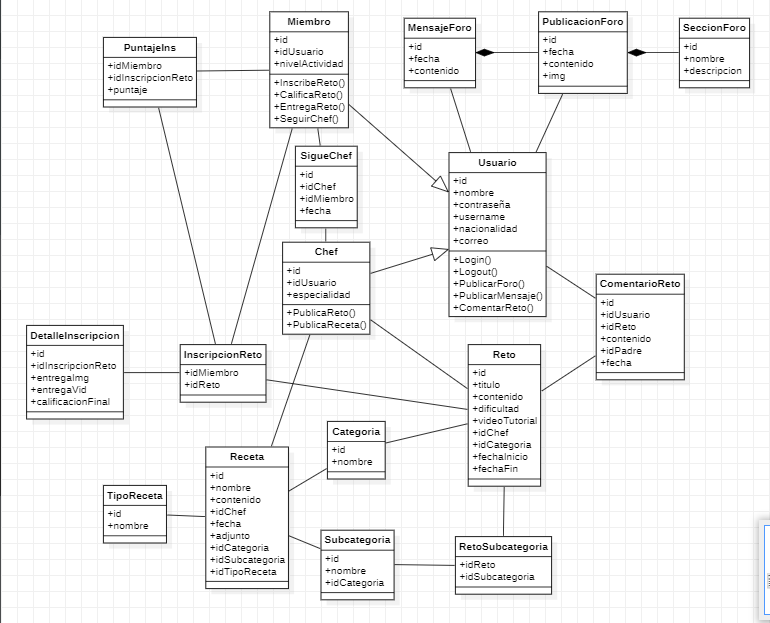 Miembro
+id
+idUsuario
+nivelActividad
+InscribeReto()
+CalificaReto()
+EntregaReto()
+SeguirChef()
MensajeForo
+id
+fecha
+contenido
PublicacionForo
+id
+fecha
+contenido
+img
SeccionForo
+id
+nombre
+descripcion
PuntajeIns
+idMiembro
+idInscripcionReto
+puntaje
SigueChef
+id
+idChef
+idMiembro
+fecha
Usuario
+id
+nombre
+contraseña
+username
+nacionalidad
+correo
+Login()
+Logout()
+PublicarForo()
+PublicarMensaje()
+ComentarReto()
Chef
+id
+idUsuario
+especialidad
+PublicaReto()
+PublicaReceta()
ComentarioReto
+id
+idUsuario
+idReto
+contenido
+idPadre
+fecha
DetalleInscripcion
+id
+idInscripcionReto
+entregaImg
+entregaVid
+calificacionFinal
InscripcionReto
+idMiembro
+idReto
Reto
+id
+titulo
+contenido
+dificultad
+videoTutorial
+idChef
+idCategoria
+fechaInicio
+fechaFin
Categoria
+id
+nombre
Receta
+id
+nombre
+contenido
+idChef
+fecha
+adjunto
+idCategoria
+idSubcategoria
+idTipoReceta
TipoReceta
+id
+nombre
Subcategoria
+id
+nombre
+idCategoria
RetoSubcategoria
+idReto
+idSubcategoria